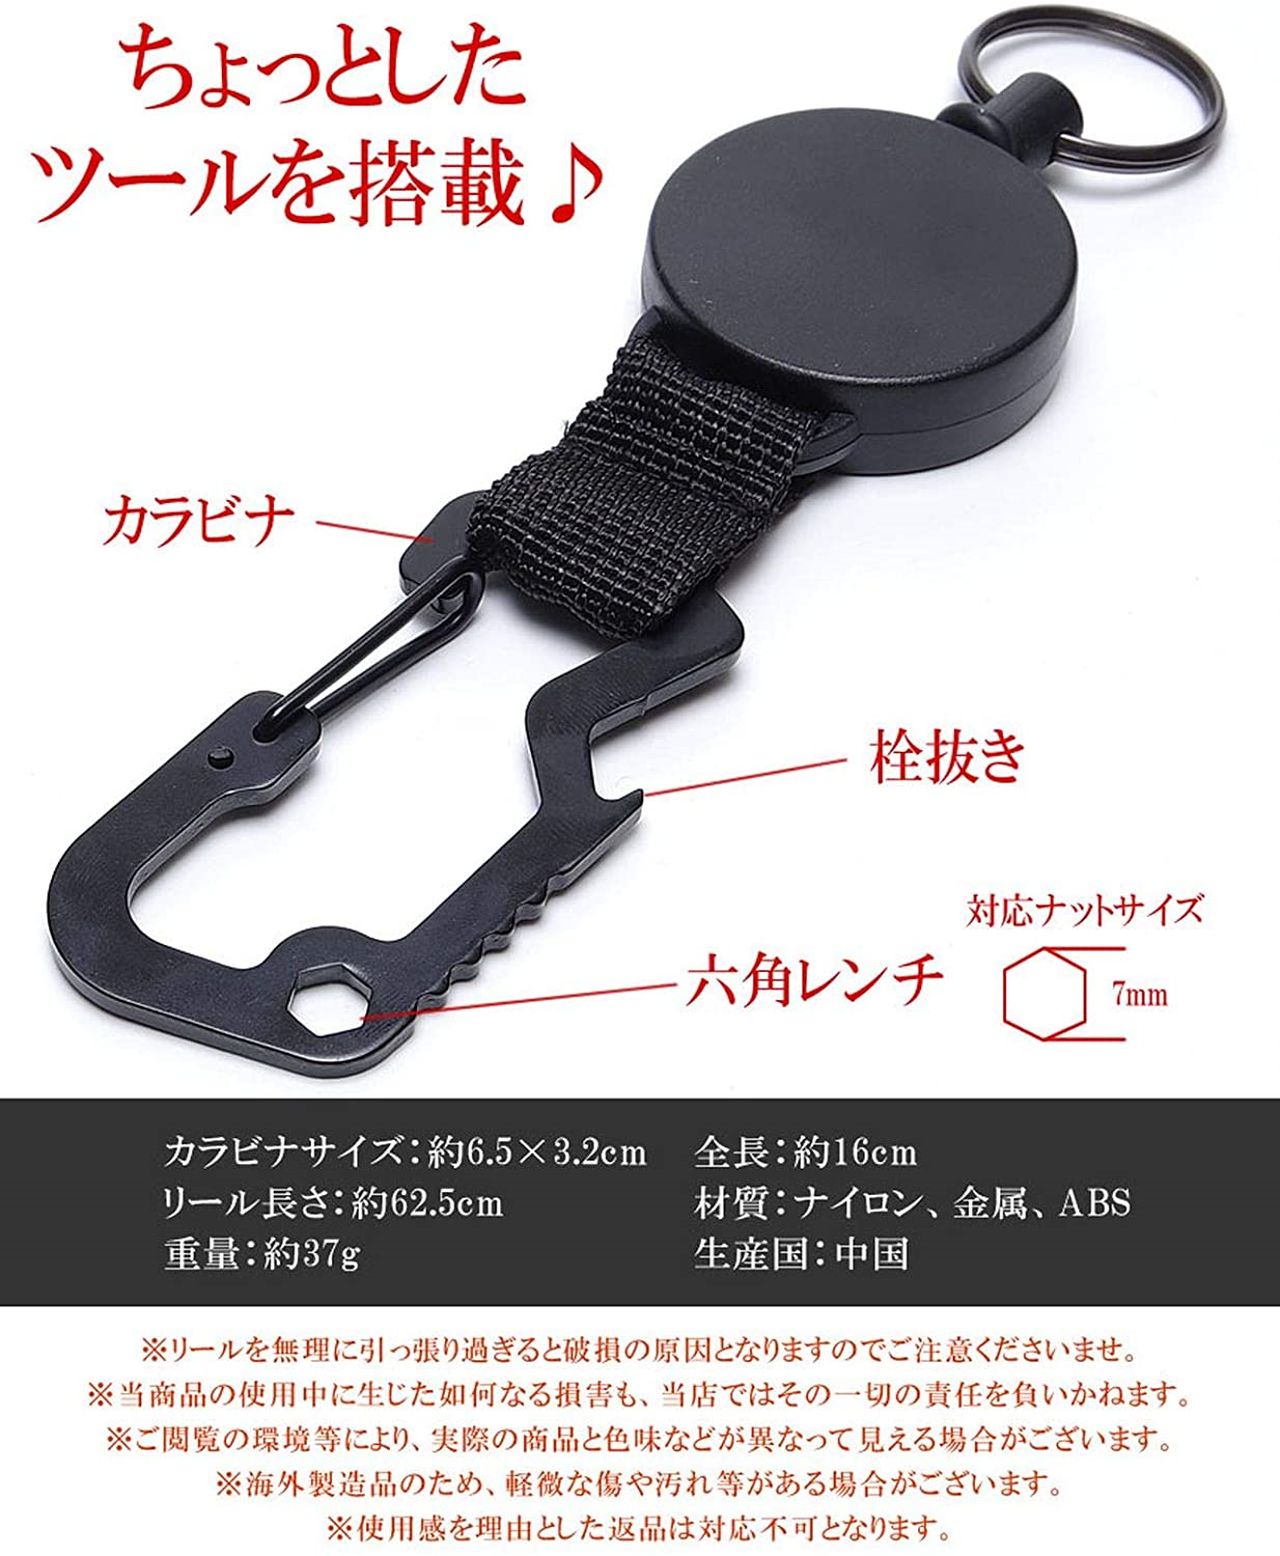 ちょっとした
ツールを搭載♪
カラビナ
栓抜き
対応ナットサイズ
六角レンチ
7mm
カラビナサイズ：約6.5×3.2cm
全長：約16cm
リール長さ：約62.5cm
材質：ナイロン、金属、ABS
重量：約37g
生産国：中国
※リールを無理に引っ張り過ぎると破損の原因となりますのでご注意くださいませ。
※当商品の使用中に生じた如何なる損害も、当店ではその一切の責任を負いかねます。
※ご閲覧の環境等により、実際の商品と色味などが異なって見える場合がございます。
※海外製造品のため、軽微な傷や汚れ等がある場合がございます。
※使用感を理由とした返品は対応不可となります。